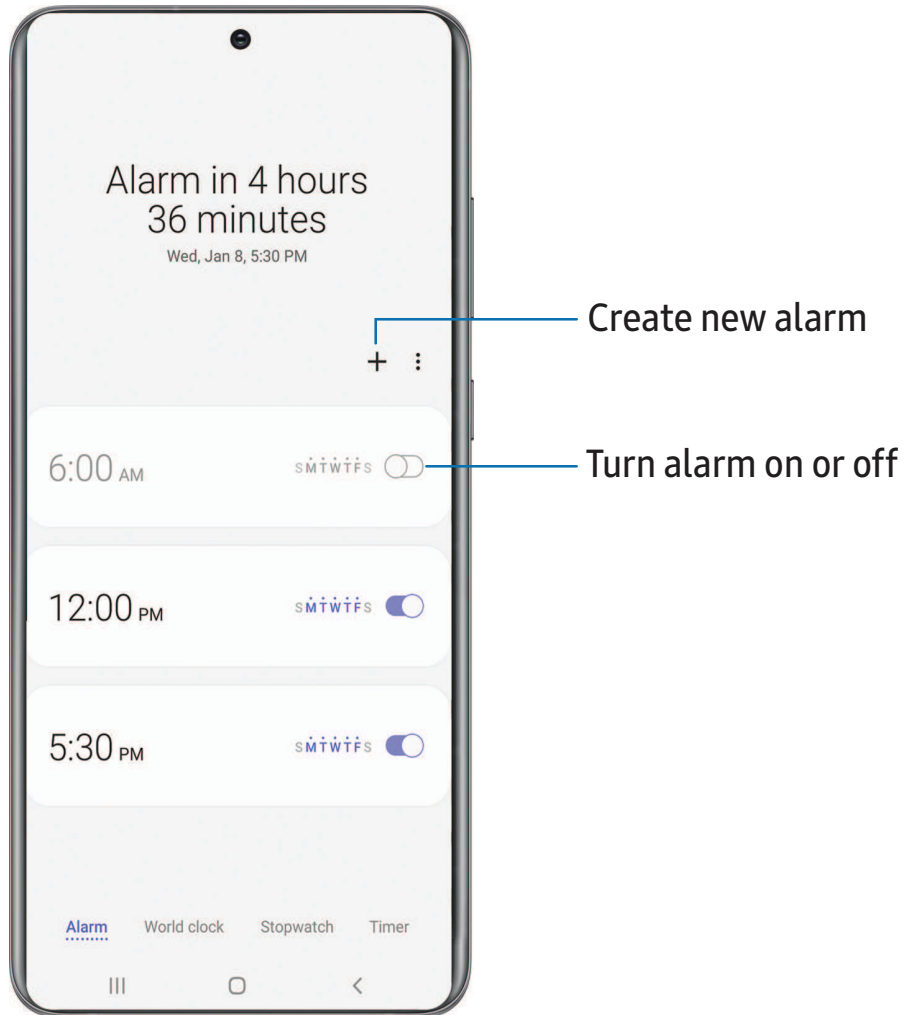 Alarm in 4 hours
36 minutes
Wed, Jan 8, 5:30 PM
Create new alarm
6:00 AM SMTWTFS
Turn alarm on or off
12:00 PM SMTWTFS
5:30 PM SMTWTFS
Alarm World clock Stopwatch Timer